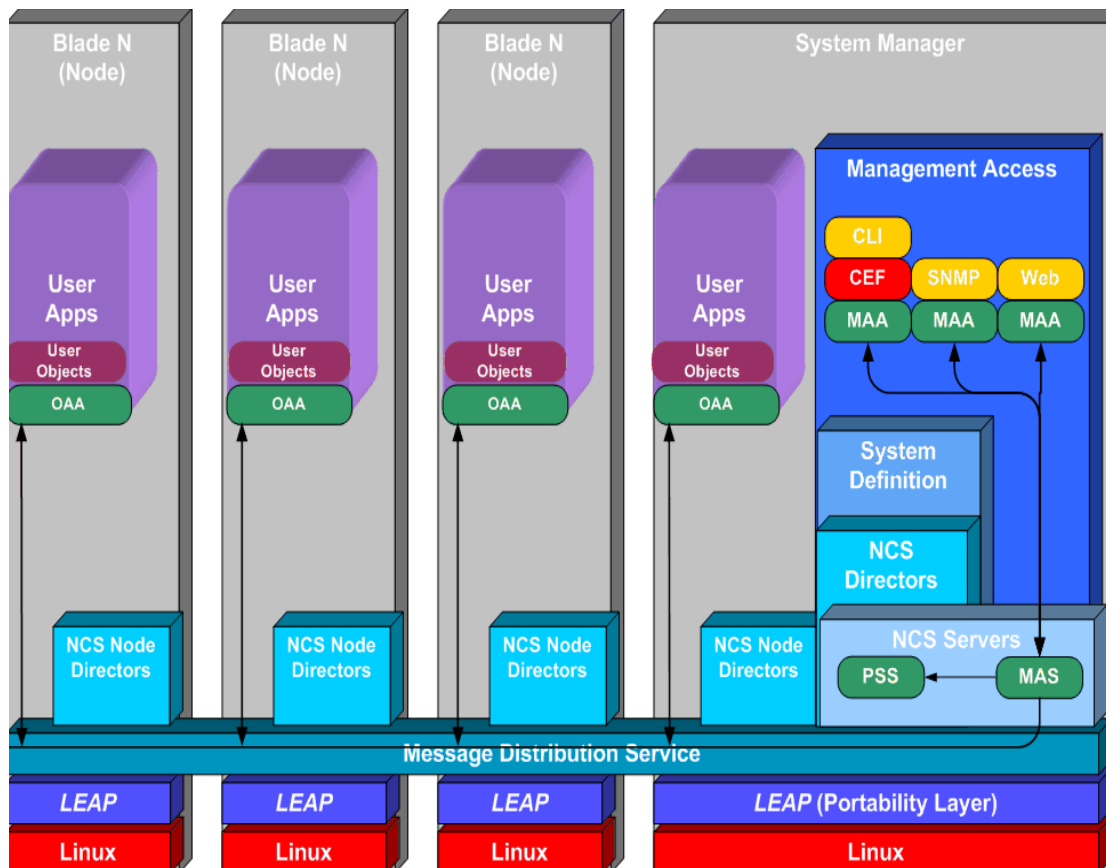 Blade N
(Node)
User
Apps
User
Objects
OAA
NCS Node
Directors
LEAP
Linux
Blade N
(Node)
User
Apps
User
Objects
OAA
NCS Node
Directors
LEAP
Linux
Blade N
(Node)
User
Apps
User
Objects
OAA
NCS Node
Directors
LEAP
Linux
System Manager
User
Apps
User
Objects
OAA
NCS Node
Directors
Management Access
CLI
CEF
SNMP
Web
MAA
MAA
MAA
System
Definition
NCS
Directors
NCS Servers
PSS
MAS
Message Distribution Service
LEAP (Portability Layer)
Linux